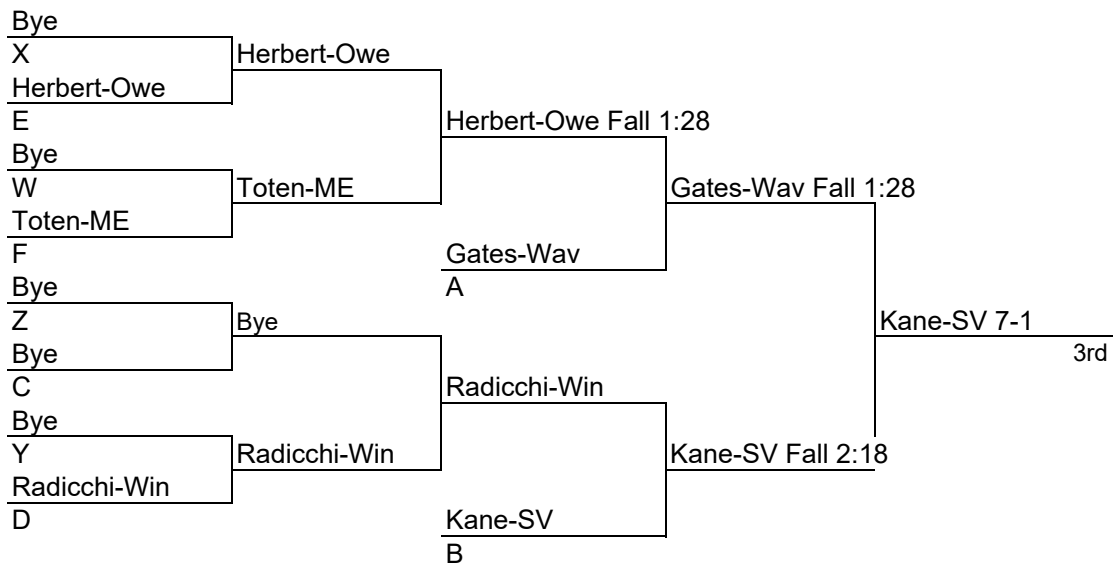 Bye
X
Herbert-Owe
Herbert-Owe
E
Herbert-Owe Fall 1:28
Bye
W
Toten-ME
Gates-Wav Fall 1:28
Toten-ME
F
Gates-Wav
Bye
A
Z
Bye
Kane-SV 7-1
Bye
3rd
C
Radicchi-Win
Bye
Y
Radicchi-Win
Kane-SV Fall 2:18
Radicchi-Win
D
Kane-SV
B